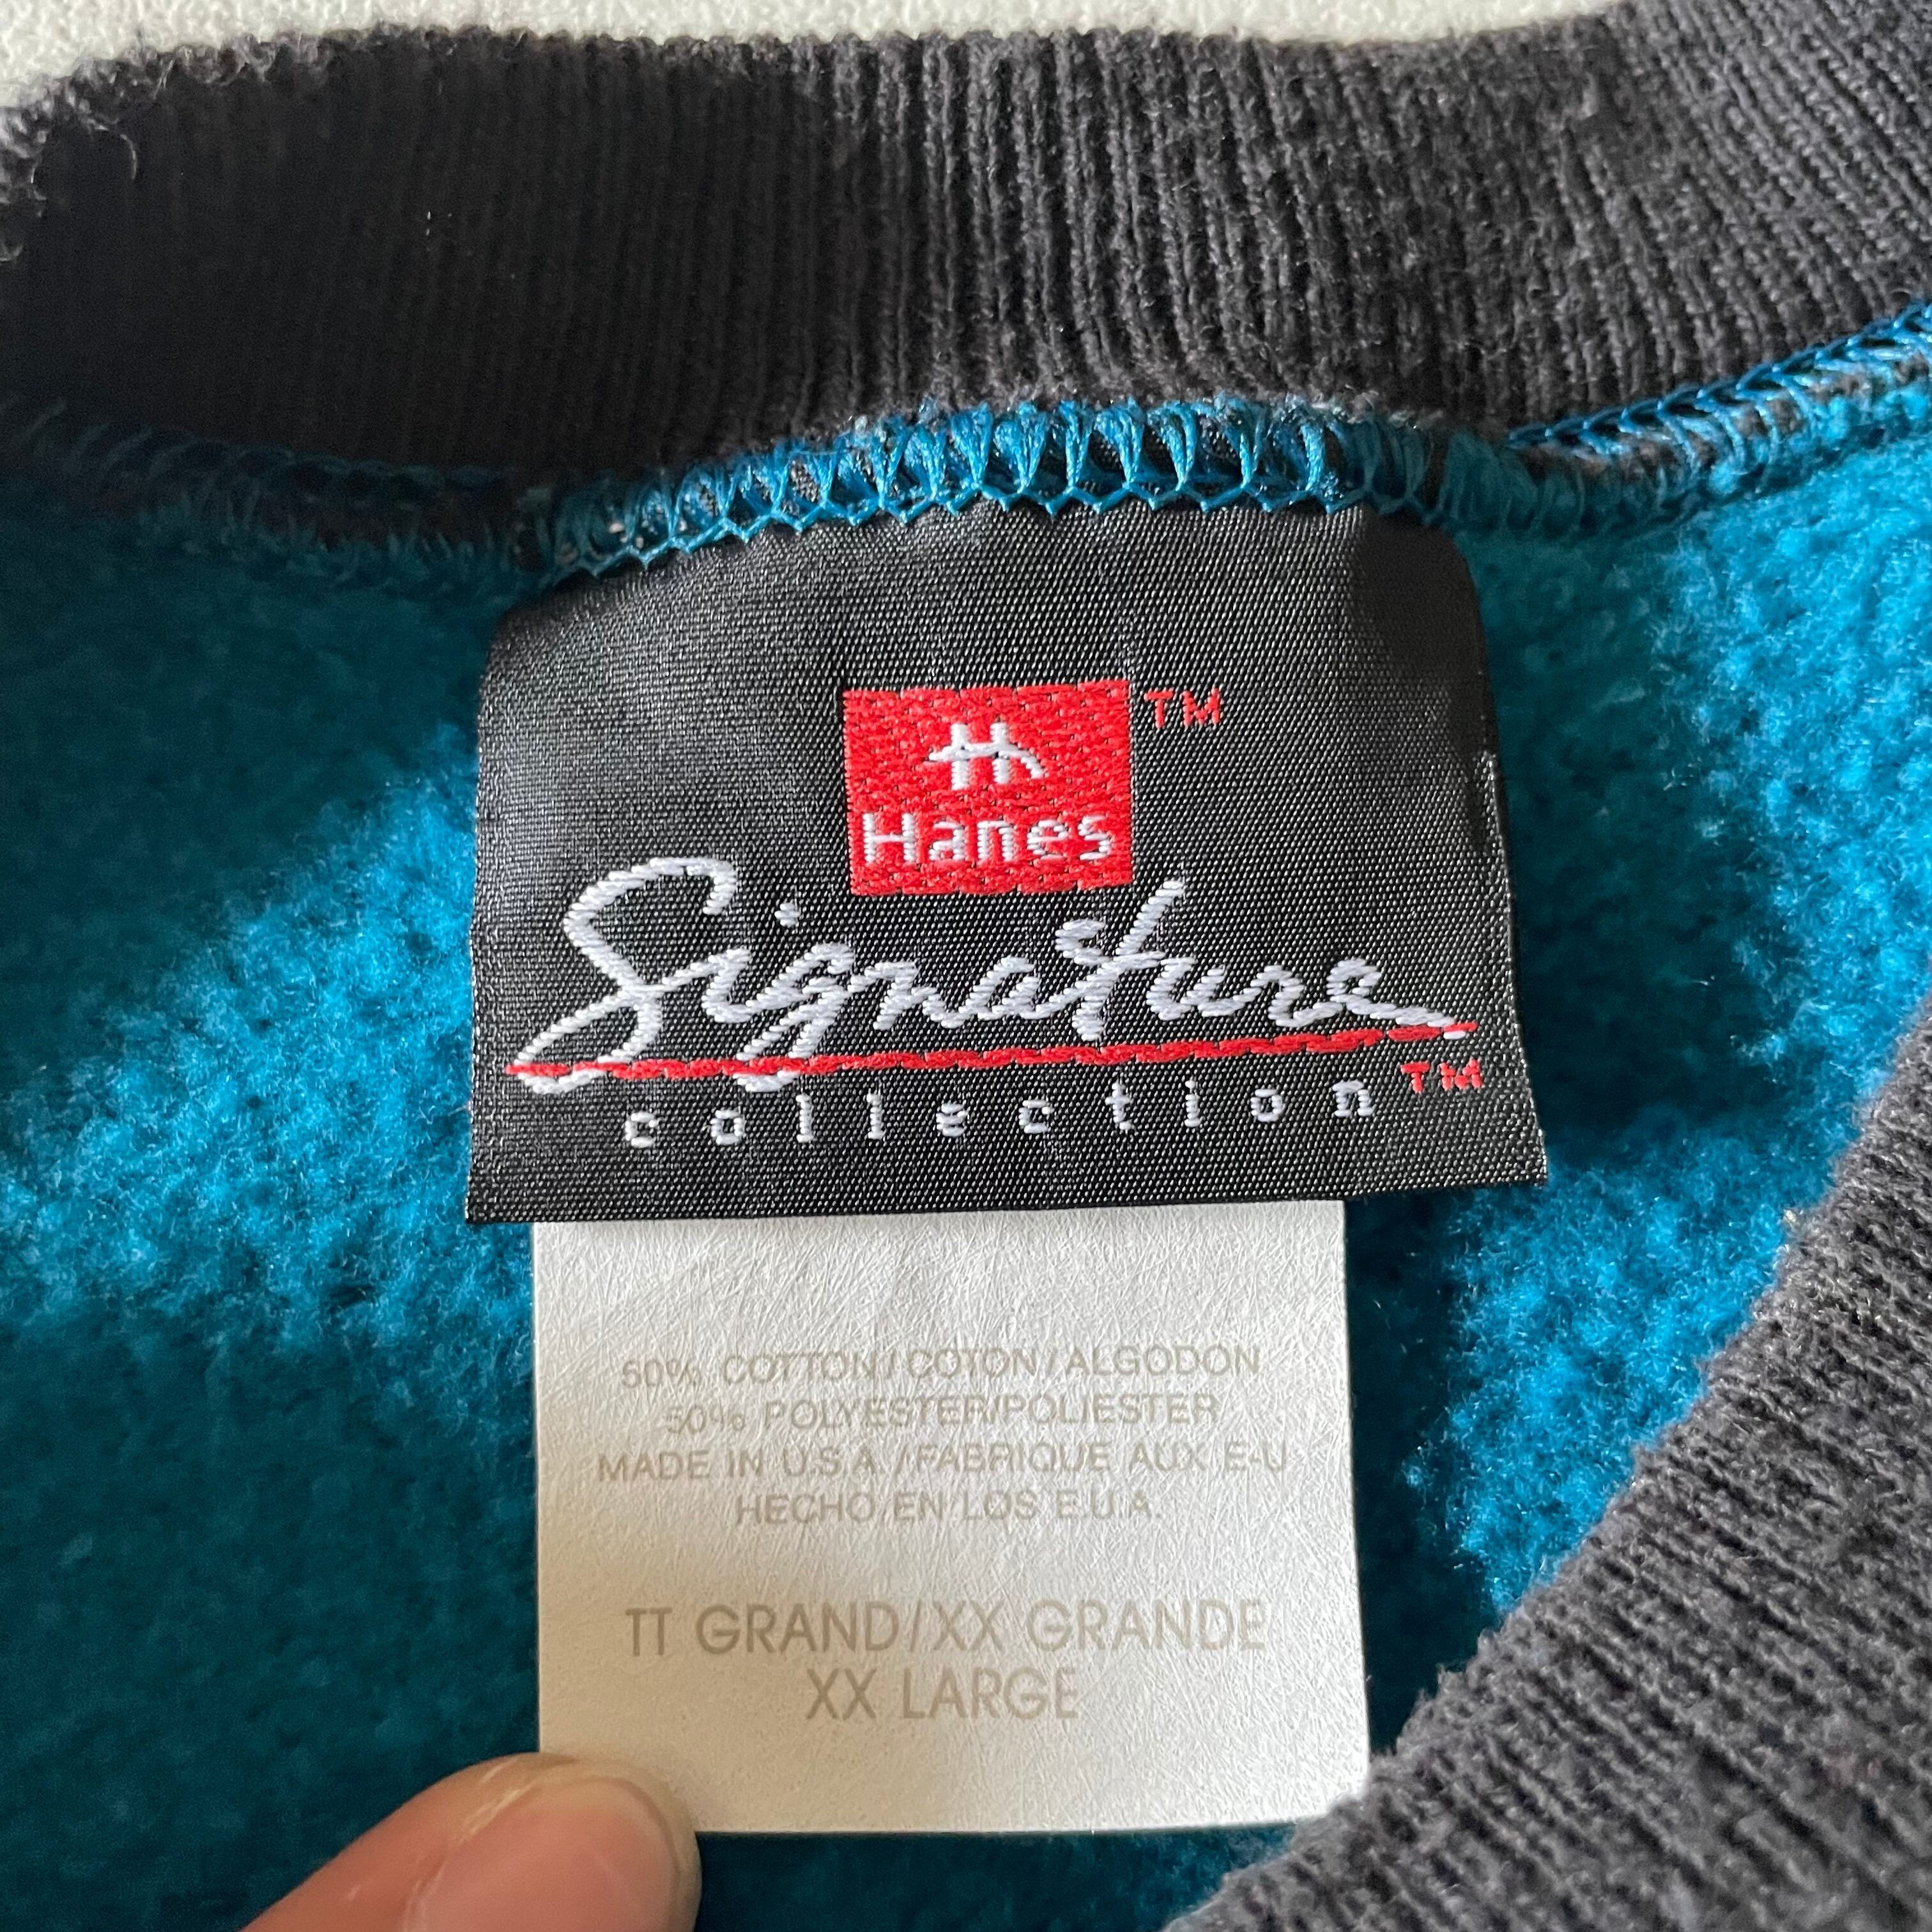 TM
Hanes
Signature
collection TM
50% COTTON/COTON/ALGODON
50% POLYESTER/POLIESTER
MADE IN U.S.A./FABRIQUE AUX E-U
HECHO EN LOS E.U.A.
TT GRAND/XX GRANDE
XX LARGE